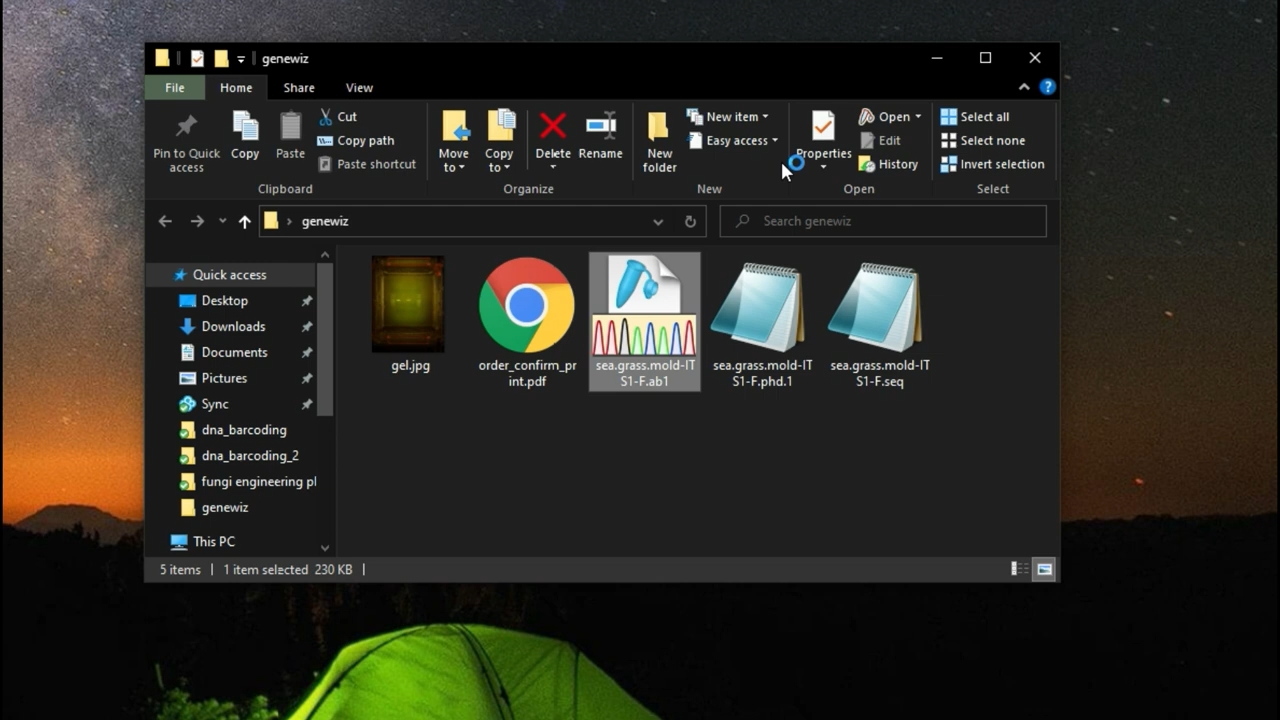 genewiz
File
Home
Share
View
Pin to Quick
access
Copy
Paste
Cut
Copy path
Paste shortcut
Clipboard
Move
to
Copy
to
Delete
Rename
Organize
New
folder
New item
Easy access
New
Properties
Open
Edit
History
Open
Select all
Select none
Invert selection
Select
genewiz
Search genewiz
Quick access
Desktop
Downloads
Documents
Pictures
Sync
dna_barcoding
dna_barcoding_2
fungi engineering pl
genewiz
This PC
gel.jpg
order_confirm_pr
int.pdf
sea.grass.mold-IT
S1-F.ab1
sea.grass.mold-IT
S1-F.phd.1
sea.grass.mold-IT
S1-F.seq
5 items
1 item selected 230 KB